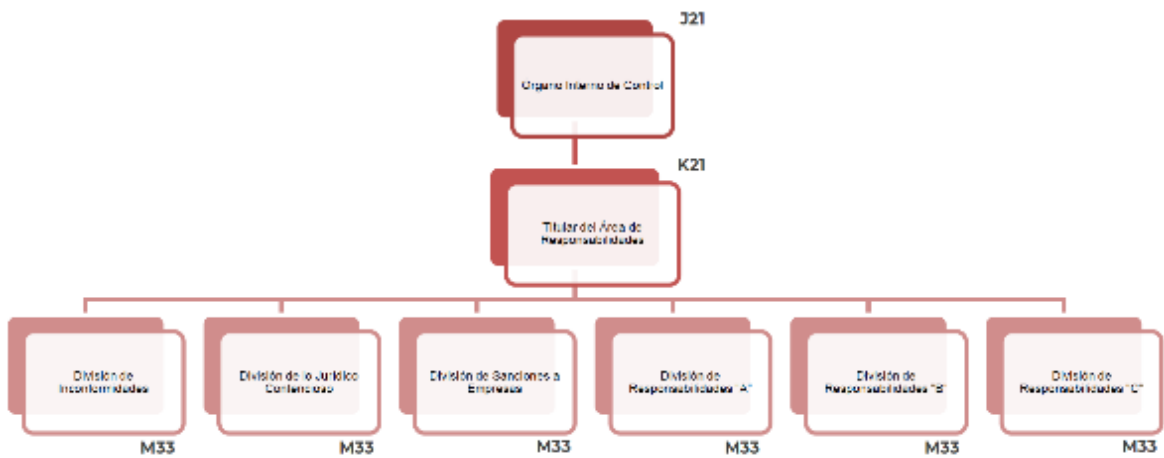 J21
Organo Interno de Control
K21
Titular del Área de
Responsabilidades
División de
Inconformidades
M33
División de lo Jurídico
Contencioso
M33
División de Sanciones a
Empresas
M33
División de
Responsabilidades "A"
M33
División de
Responsabilidades "B"
M33
División de
Responsabilidades "C"
M33